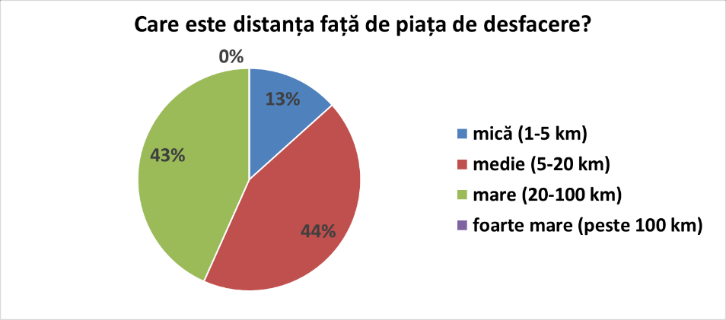 Care este distanța față de piața de desfacere?
0%
13%
43%
44%
mică (1-5 km)
medie (5-20 km)
mare (20-100 km)
foarte mare (peste 100 km)